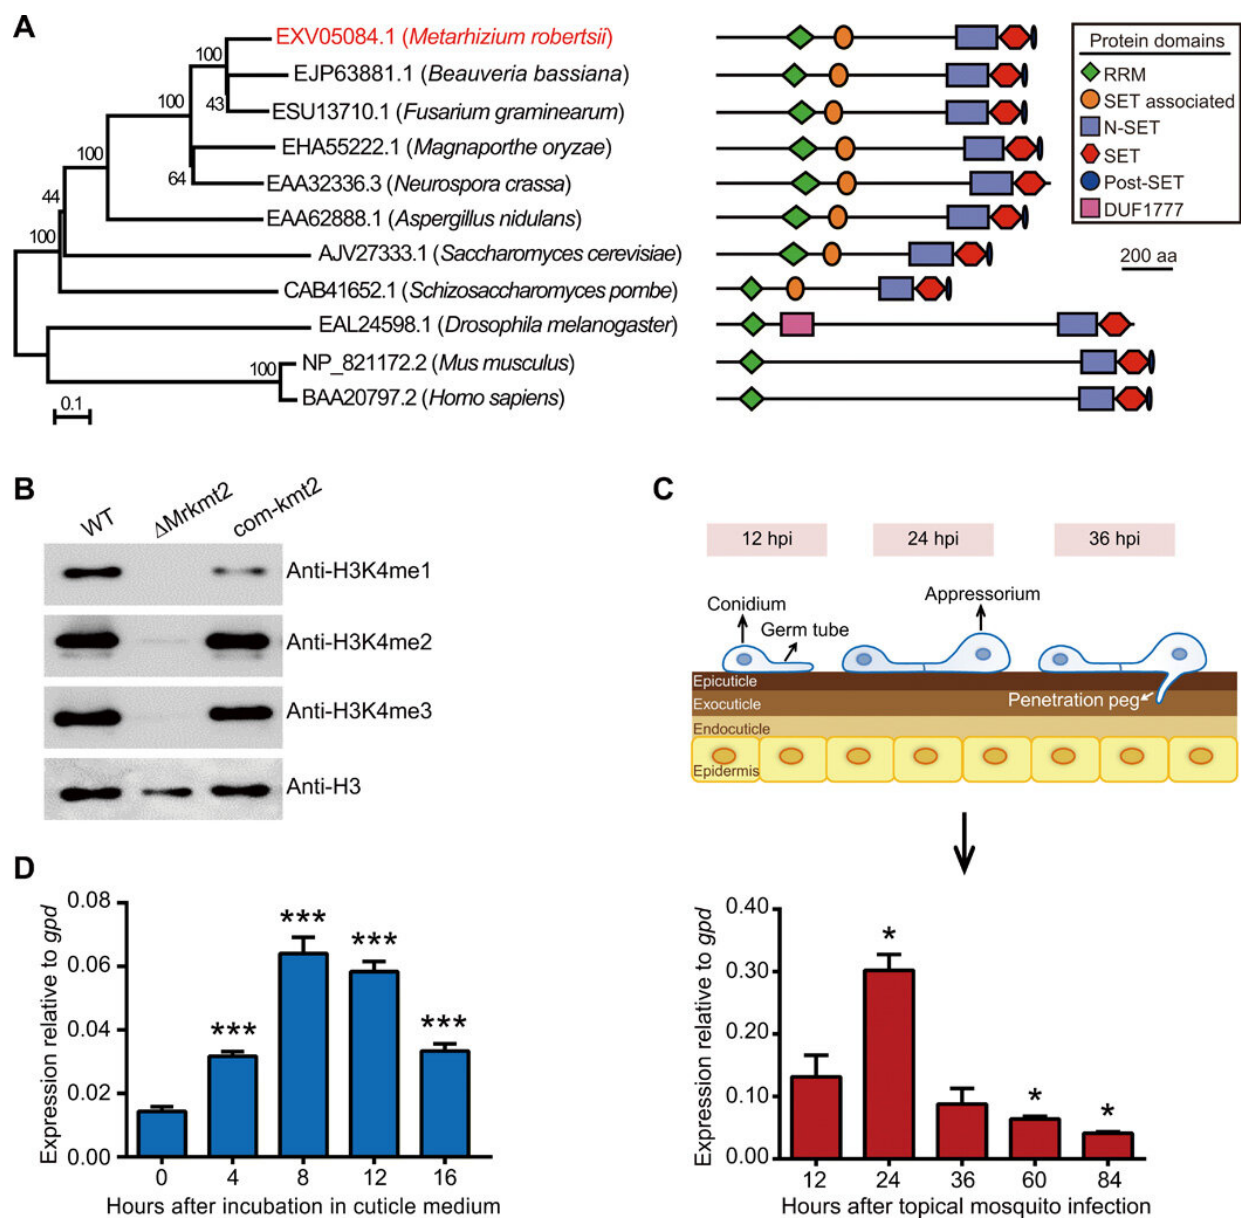 A
EXV05084.1 (Metarhizium robertsii)
EJP63881.1 (Beauveria bassiana)
ESU13710.1 (Fusarium graminearum)
EHA55222.1 (Magnaporthe oryzae)
EAA32336.3 (Neurospora crassa)
EAA62888.1 (Aspergillus nidulans)
AJV27333.1 (Saccharomyces cerevisiae)
CAB41652.1 (Schizosaccharomyces pombe)
EAL24598.1 (Drosophila melanogaster)
NP_821172.2 (Mus musculus)
BAA20797.2 (Homo sapiens)
100
43
100
64
100
44
100
100
0.1
Protein domains
RRM
SET associated
N-SET
SET
Post-SET
DUF1777
200 aa
B
WT
ΔMrkmt2
com-kmt2
Anti-H3K4me1
Anti-H3K4me2
Anti-H3K4me3
Anti-H3
C
12 hpi
24 hpi
36 hpi
Conidium
Germ tube
Appressorium
Epicuticle
Exocuticle
Penetration peg
Endocuticle
Epidermis
D
Expression relative to gpd
0.08
0.06
0.04
0.02
0.00
***
***
***
***
0
4
8
12
16
Hours after incubation in cuticle medium
Expression relative to gpd
0.40
0.30
0.20
0.10
0.00
*
*
*
12
24
36
60
84
Hours after topical mosquito infection